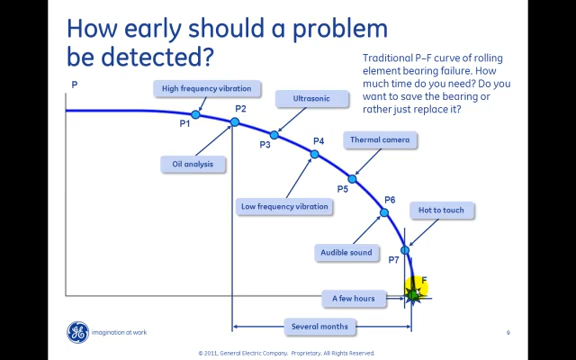 How early should a problem
be detected?
Traditional P–F curve of rolling
element bearing failure. How
much time do you need? Do you
want to save the bearing or
rather just replace it?
P
High frequency vibration
Ultrasonic
P1
P2
P3
P4
Thermal camera
Oil analysis
P5
Low frequency vibration
P6
Hot to touch
Audible sound
P7
F
A few hours
Several months
GE
imagination at work
9
© 2011, General Electric Company. Proprietary. All Rights Reserved.